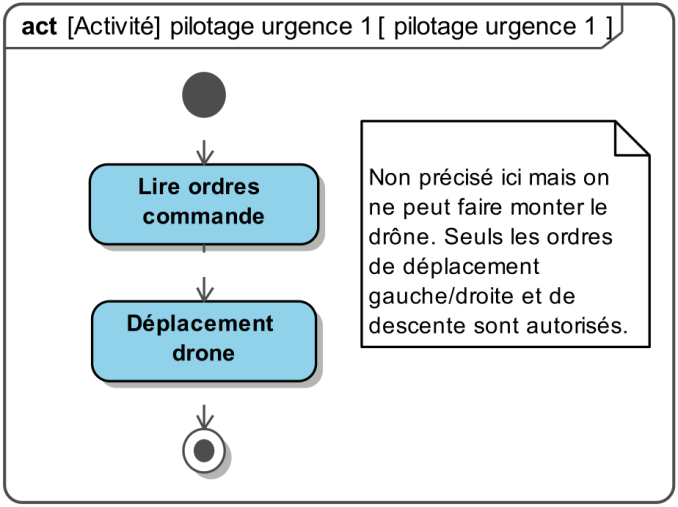 act [Activité] pilotage urgence 1 [ pilotage urgence 1 ]
Lire ordres
commande
Non précisé ici mais on
ne peut faire monter le
drône. Seuls les ordres
de déplacement
gauche/droite et de
descente sont autorisés.
Déplacement
drone